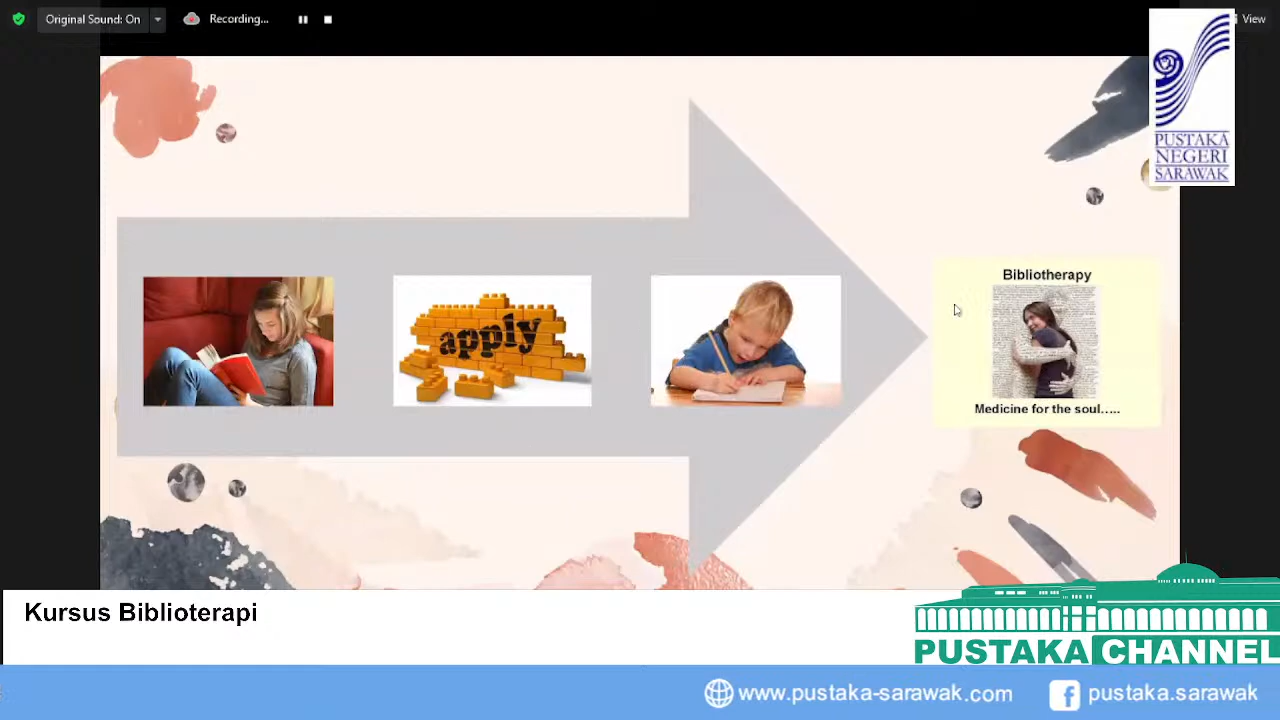 Original Sound: On
Recording...
View
PUSTAKA
NEGERI
SARAWAK
apply
Bibliotherapy
Medicine for the soul.....
Kursus Biblioterapi
PUSTAKA CHANNEL
www.pustaka-sarawak.com
pustaka.sarawak